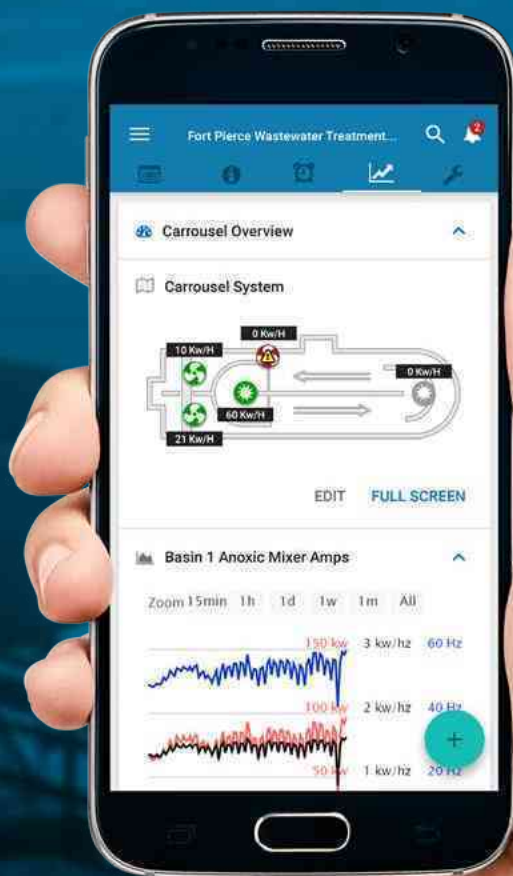 2
Fort Pierce Wastewater Treatment...
Carrousel Overview
Carrousel System
0 Kw/H
10 Kw/H
0 Kw/H
60 Kw/H
21 Kw/H
EDIT FULL SCREEN
Basin 1 Anoxic Mixer Amps
Zoom 15min 1h 1d 1w 1m All
150 kw 3 kw/hz 60 Hz
100 kw 2 kw/hz 40 Hz
+
50 kw 1 kw/hz 20 Hz